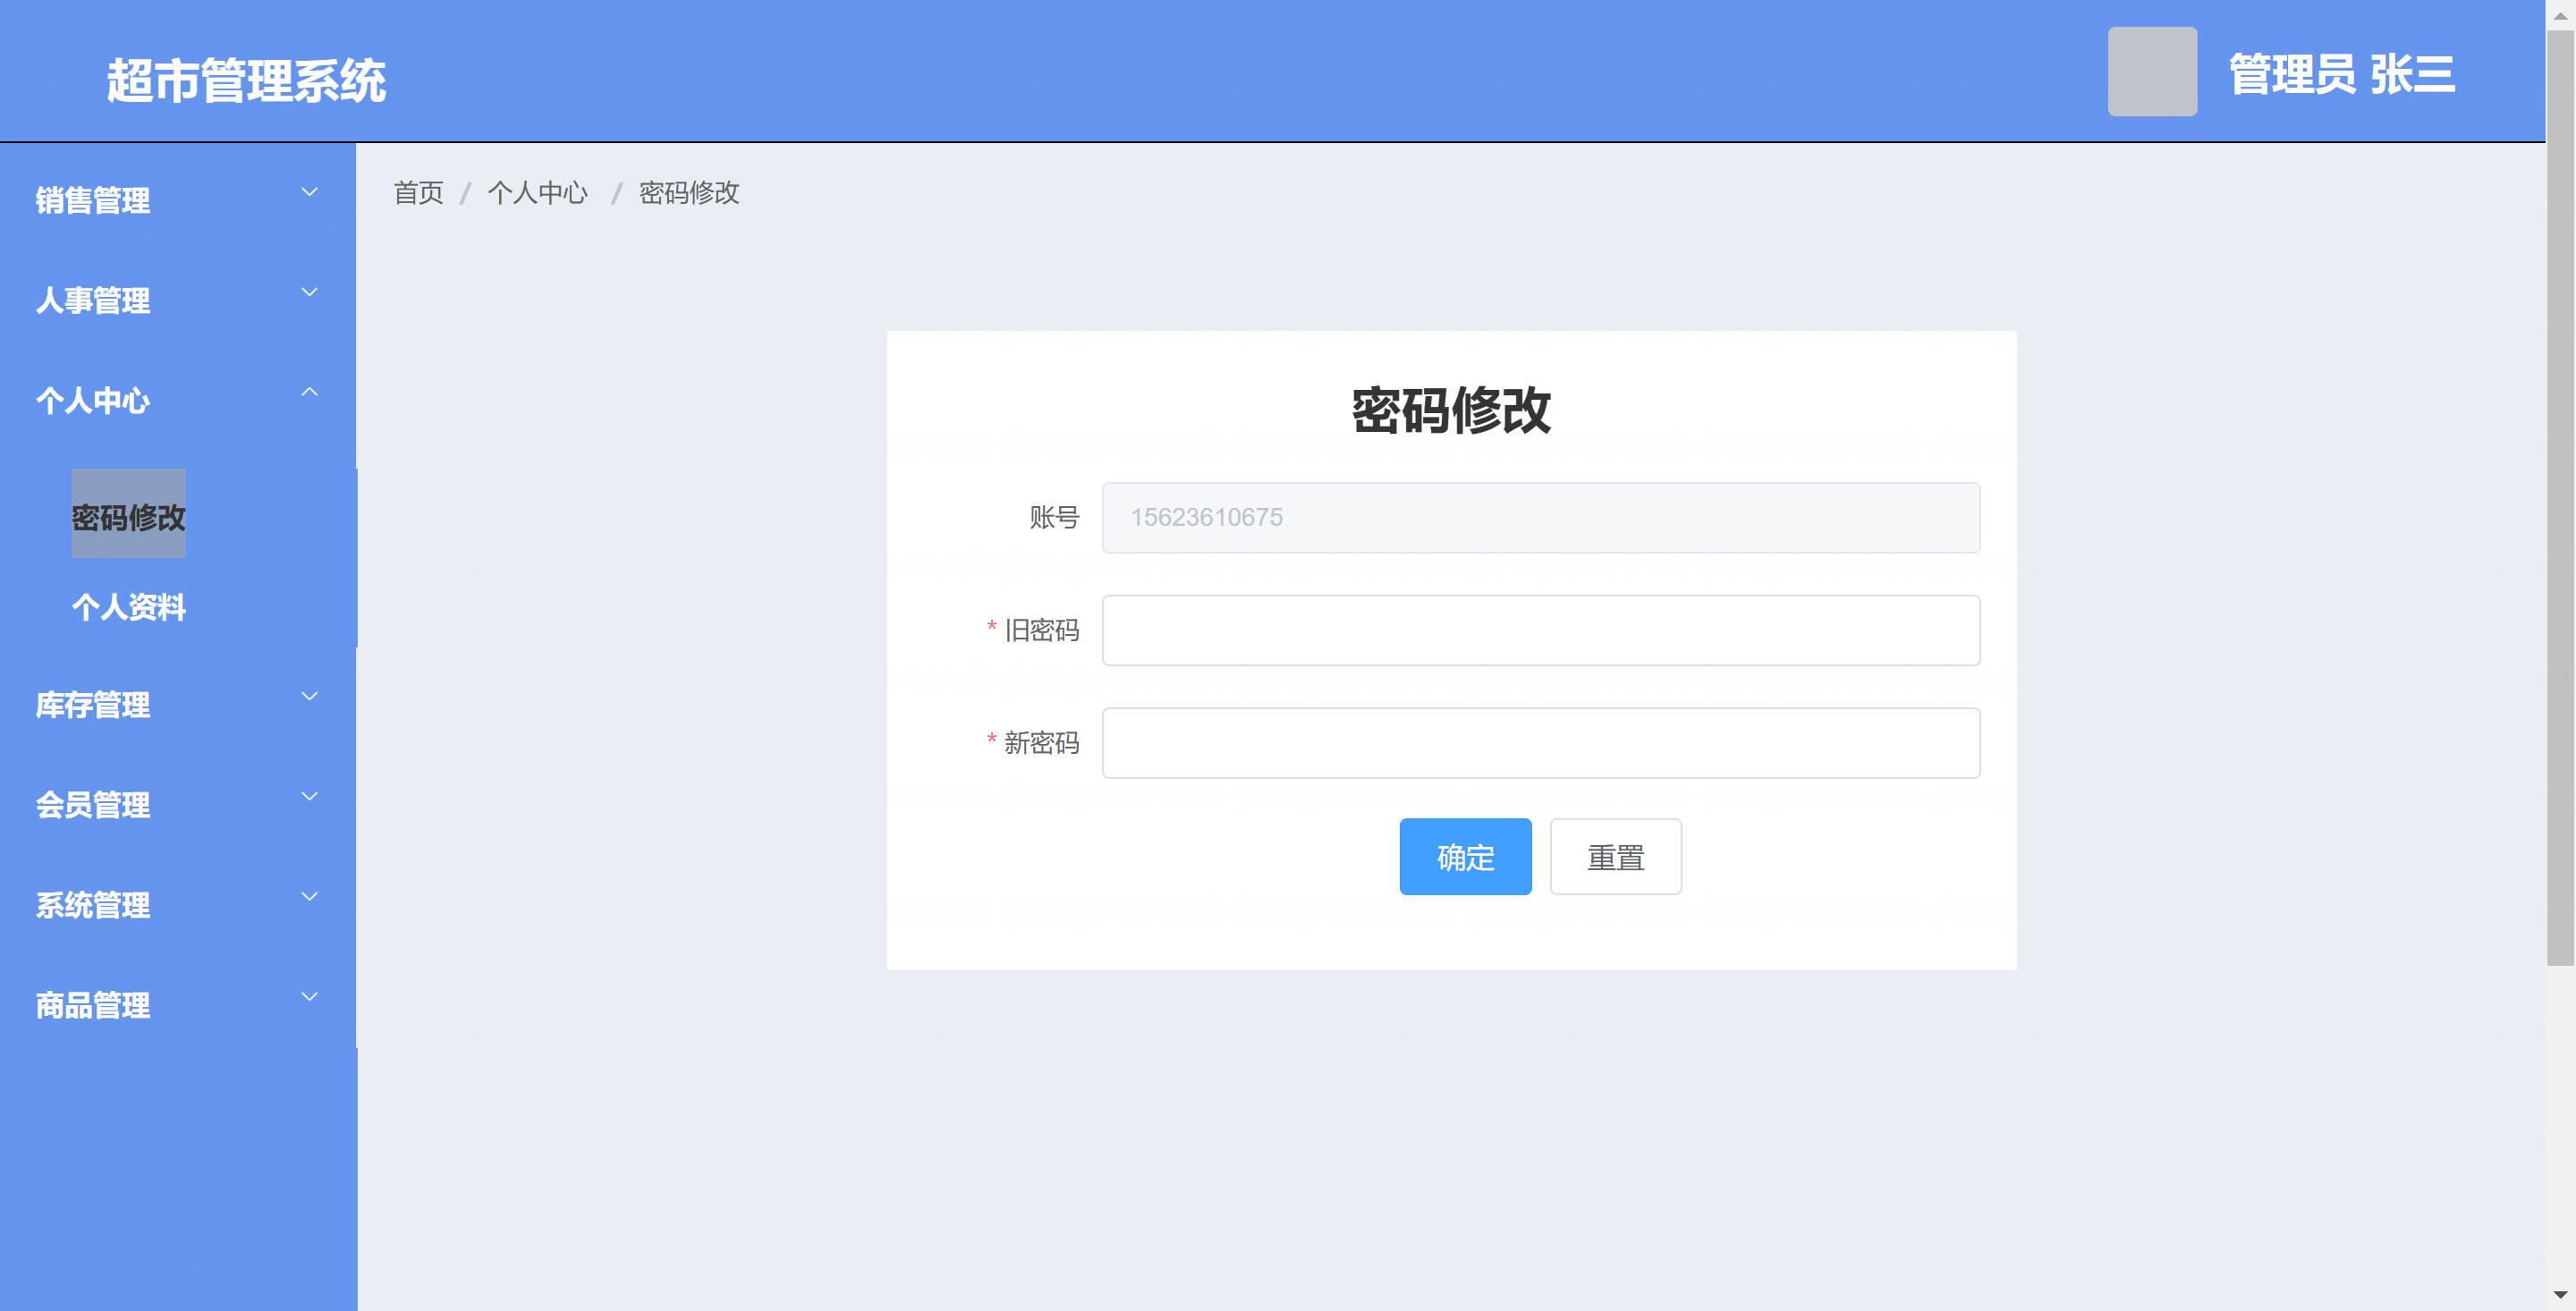 超市管理系统
管理员 张三
销售管理
人事管理
个人中心
密码修改
个人资料
库存管理
会员管理
系统管理
商品管理
首页 / 个人中心 / 密码修改
密码修改
账号 15623610675
* 旧密码
* 新密码
确定 重置